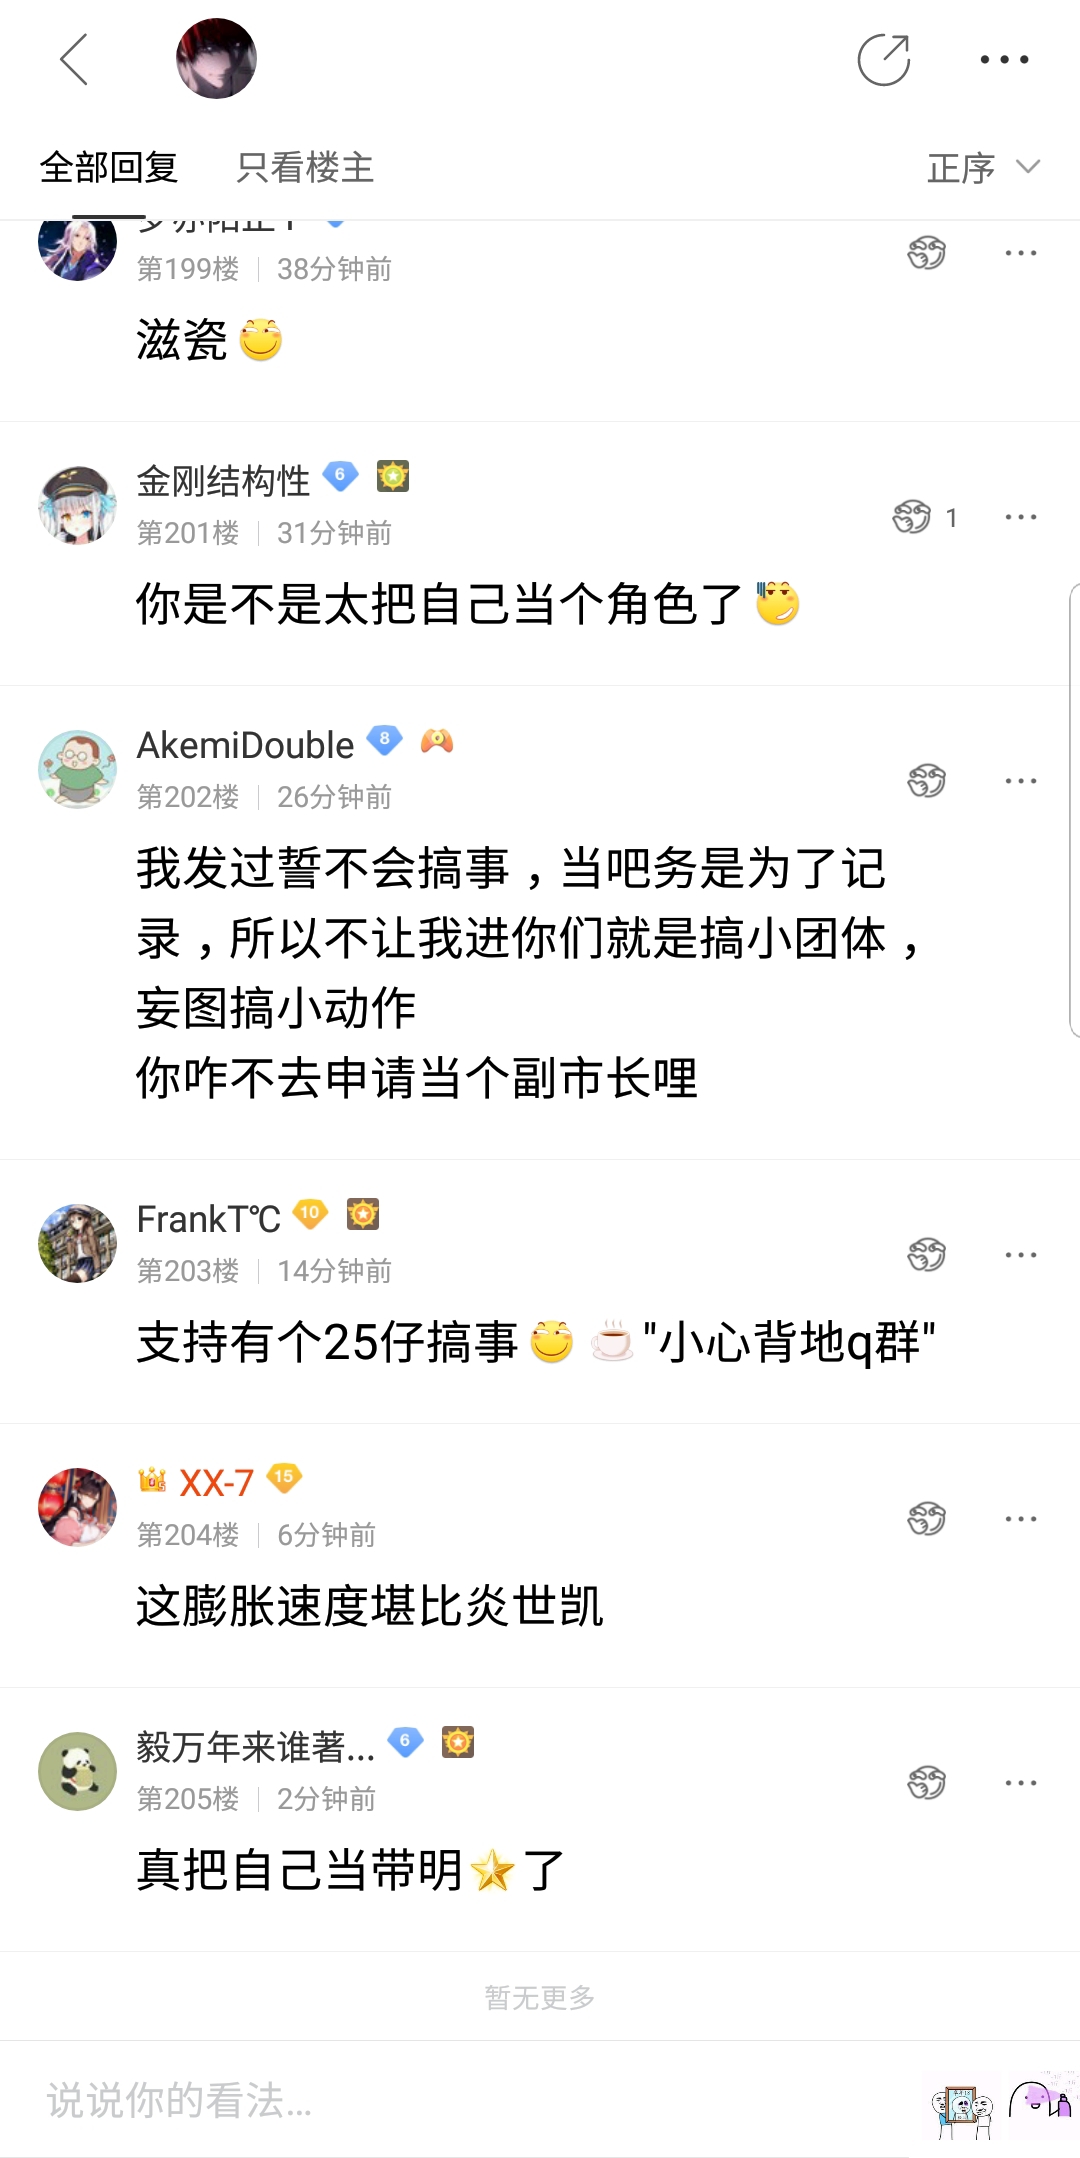 全部回复 只看楼主 正序
第199楼 38分钟前
滋瓷
金刚结构性 6
第201楼 31分钟前
1
你是不是太把自己当个角色了
AkemiDouble 8
第202楼 26分钟前
我发过誓不会搞事，当吧务是为了记
录，所以不让我进你们就是搞小团体，
妄图搞小动作
你咋不去申请当个副市长哩
FrankT℃ 10
第203楼 14分钟前
支持有个25仔搞事 "小心背地q群"
XX-7 15
第204楼 6分钟前
这膨胀速度堪比炎世凯
毅万年来谁著... 6
第205楼 2分钟前
真把自己当带明 了
暂无更多
说说你的看法...